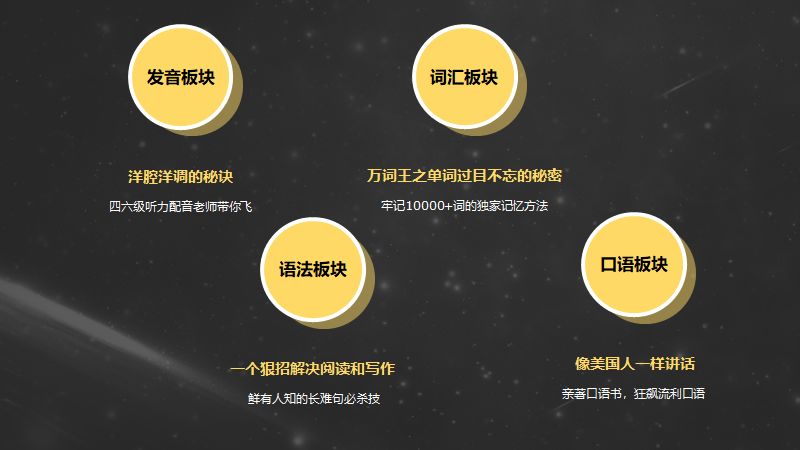 发音板块
洋腔洋调的秘诀
四六级听力配音老师带你飞
词汇板块
万词王之单词过目不忘的秘密
牢记10000+词的独家记忆方法
语法板块
一个狠招解决阅读和写作
鲜有人知的长难句必杀技
口语板块
像美国人一样讲话
亲著口语书，狂飙流利口语